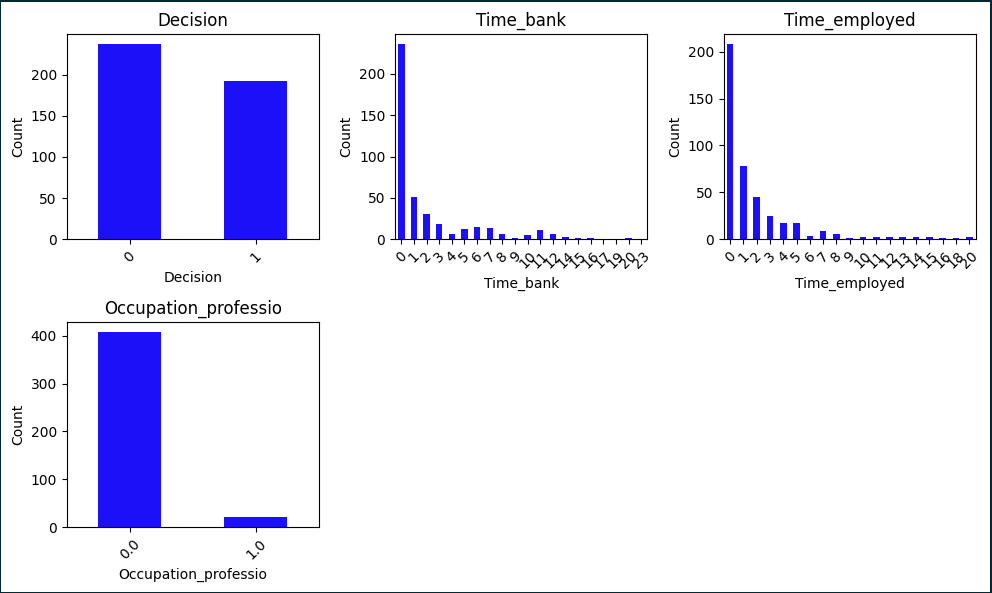 Decision
Count
200
150
100
50
0
0 1
Decision
Time_bank
Count
200
150
100
50
0
0 1 2 3 4 5 6 7 8 9 10 11 12 14 15 16 17 19 20 23
Time_bank
Time_employed
Count
200
150
100
50
0
0 1 2 3 4 5 6 7 8 9 10 11 12 13 14 15 16 18 20
Time_employed
Occupation_professio
Count
400
300
200
100
0
0.0 1.0
Occupation_professio